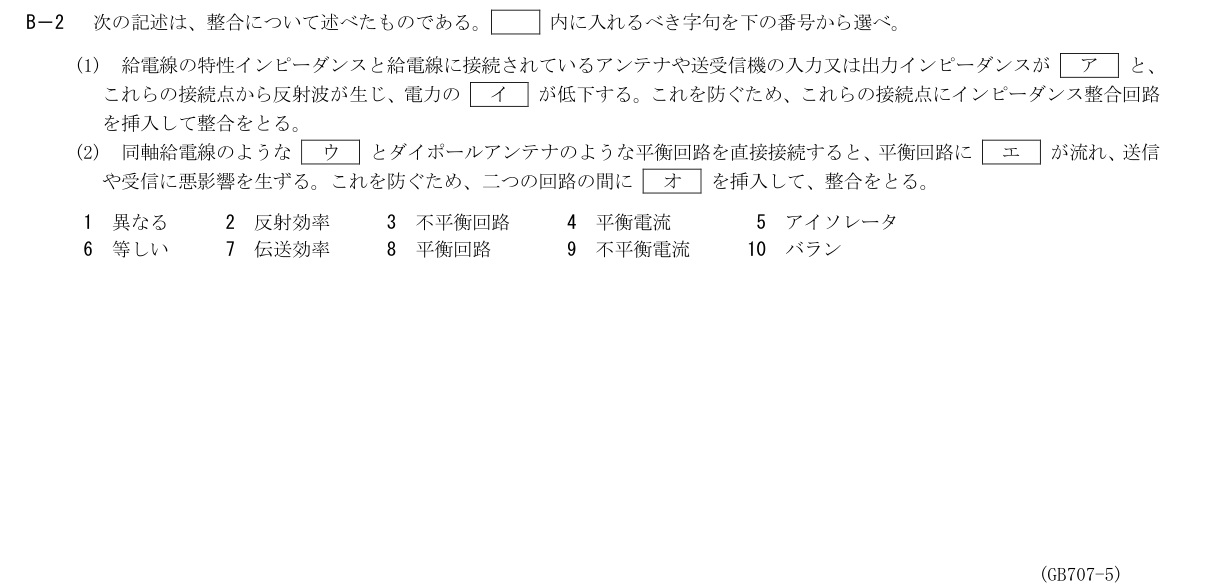 B－2　次の記述は、整合について述べたものである。　　内に入れるべき字句を下の番号から選べ。
(1)　給電線の特性インピーダンスと給電線に接続されているアンテナや送受信機の入力又は出力インピーダンスが　ア　と、
これらの接続点から反射波が生じ、電力の　イ　が低下する。これを防ぐため、これらの接続点にインピーダンス整合回路
を挿入して整合をとる。
(2)　同軸給電線のような　ウ　とダイポールアンテナのような平衡回路を直接接続すると、平衡回路に　エ　が流れ、送信
や受信に悪影響を生ずる。これを防ぐため、二つの回路の間に　オ　を挿入して、整合をとる。
1　異なる　2　反射効率　3　不平衡回路　4　平衡電流　5　アイソレータ
6　等しい　7　伝送効率　8　平衡回路　9　不平衡電流　10　バラン
(GB707-5)